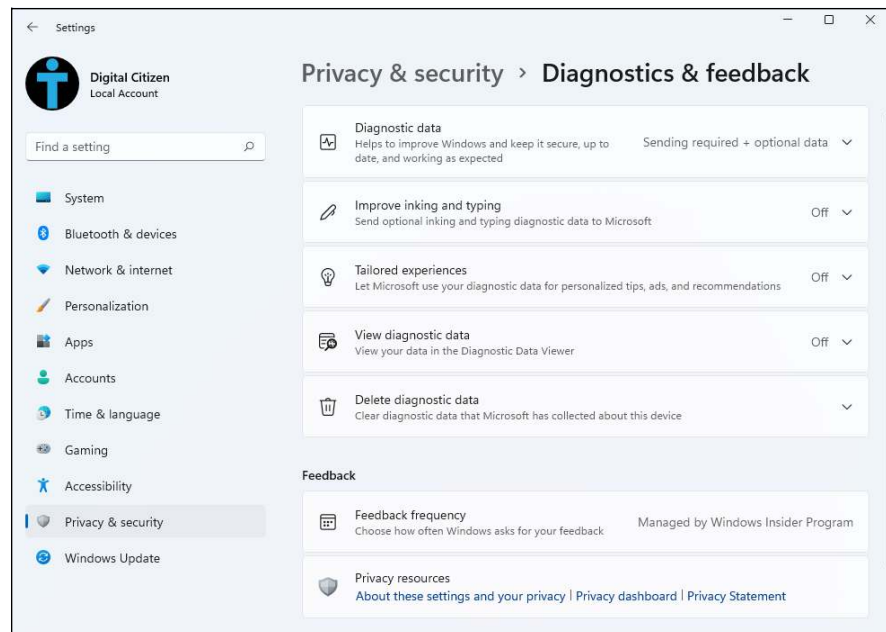 Settings
Digital Citizen
Local Account
Find a setting
System
Bluetooth & devices
Network & internet
Personalization
Apps
Accounts
Time & language
Gaming
Accessibility
Privacy & security
Windows Update
Privacy & security > Diagnostics & feedback
Diagnostic data
Helps to improve Windows and keep it secure, up to
date, and working as expected
Sending required + optional data
Improve inking and typing
Send optional inking and typing diagnostic data to Microsoft
Off
Tailored experiences
Let Microsoft use your diagnostic data for personalized tips, ads, and recommendations
Off
View diagnostic data
View your data in the Diagnostic Data Viewer
Off
Delete diagnostic data
Clear diagnostic data that Microsoft has collected about this device
Feedback
Feedback frequency
Choose how often Windows asks for your feedback
Managed by Windows Insider Program
Privacy resources
About these settings and your privacy | Privacy dashboard | Privacy Statement